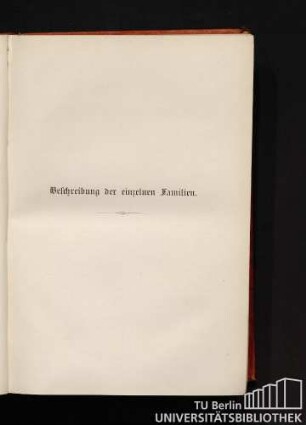 Beschreibung der einzelnen Familien.
TU Berlin
UNIVERSITÄTSBIBLIOTHEK